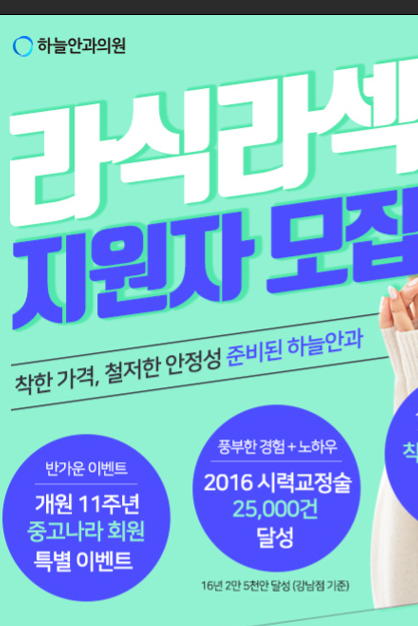 하늘안과의원
라식라섹
지원자 모집
착한 가격, 철저한 안정성 준비된 하늘안과
반가운 이벤트
개원 11주년
중고나라 회원
특별 이벤트
풍부한 경험 + 노하우
2016 시력교정술
25,000건
달성
16년 2만 5천안 달성 (강남점 기준)